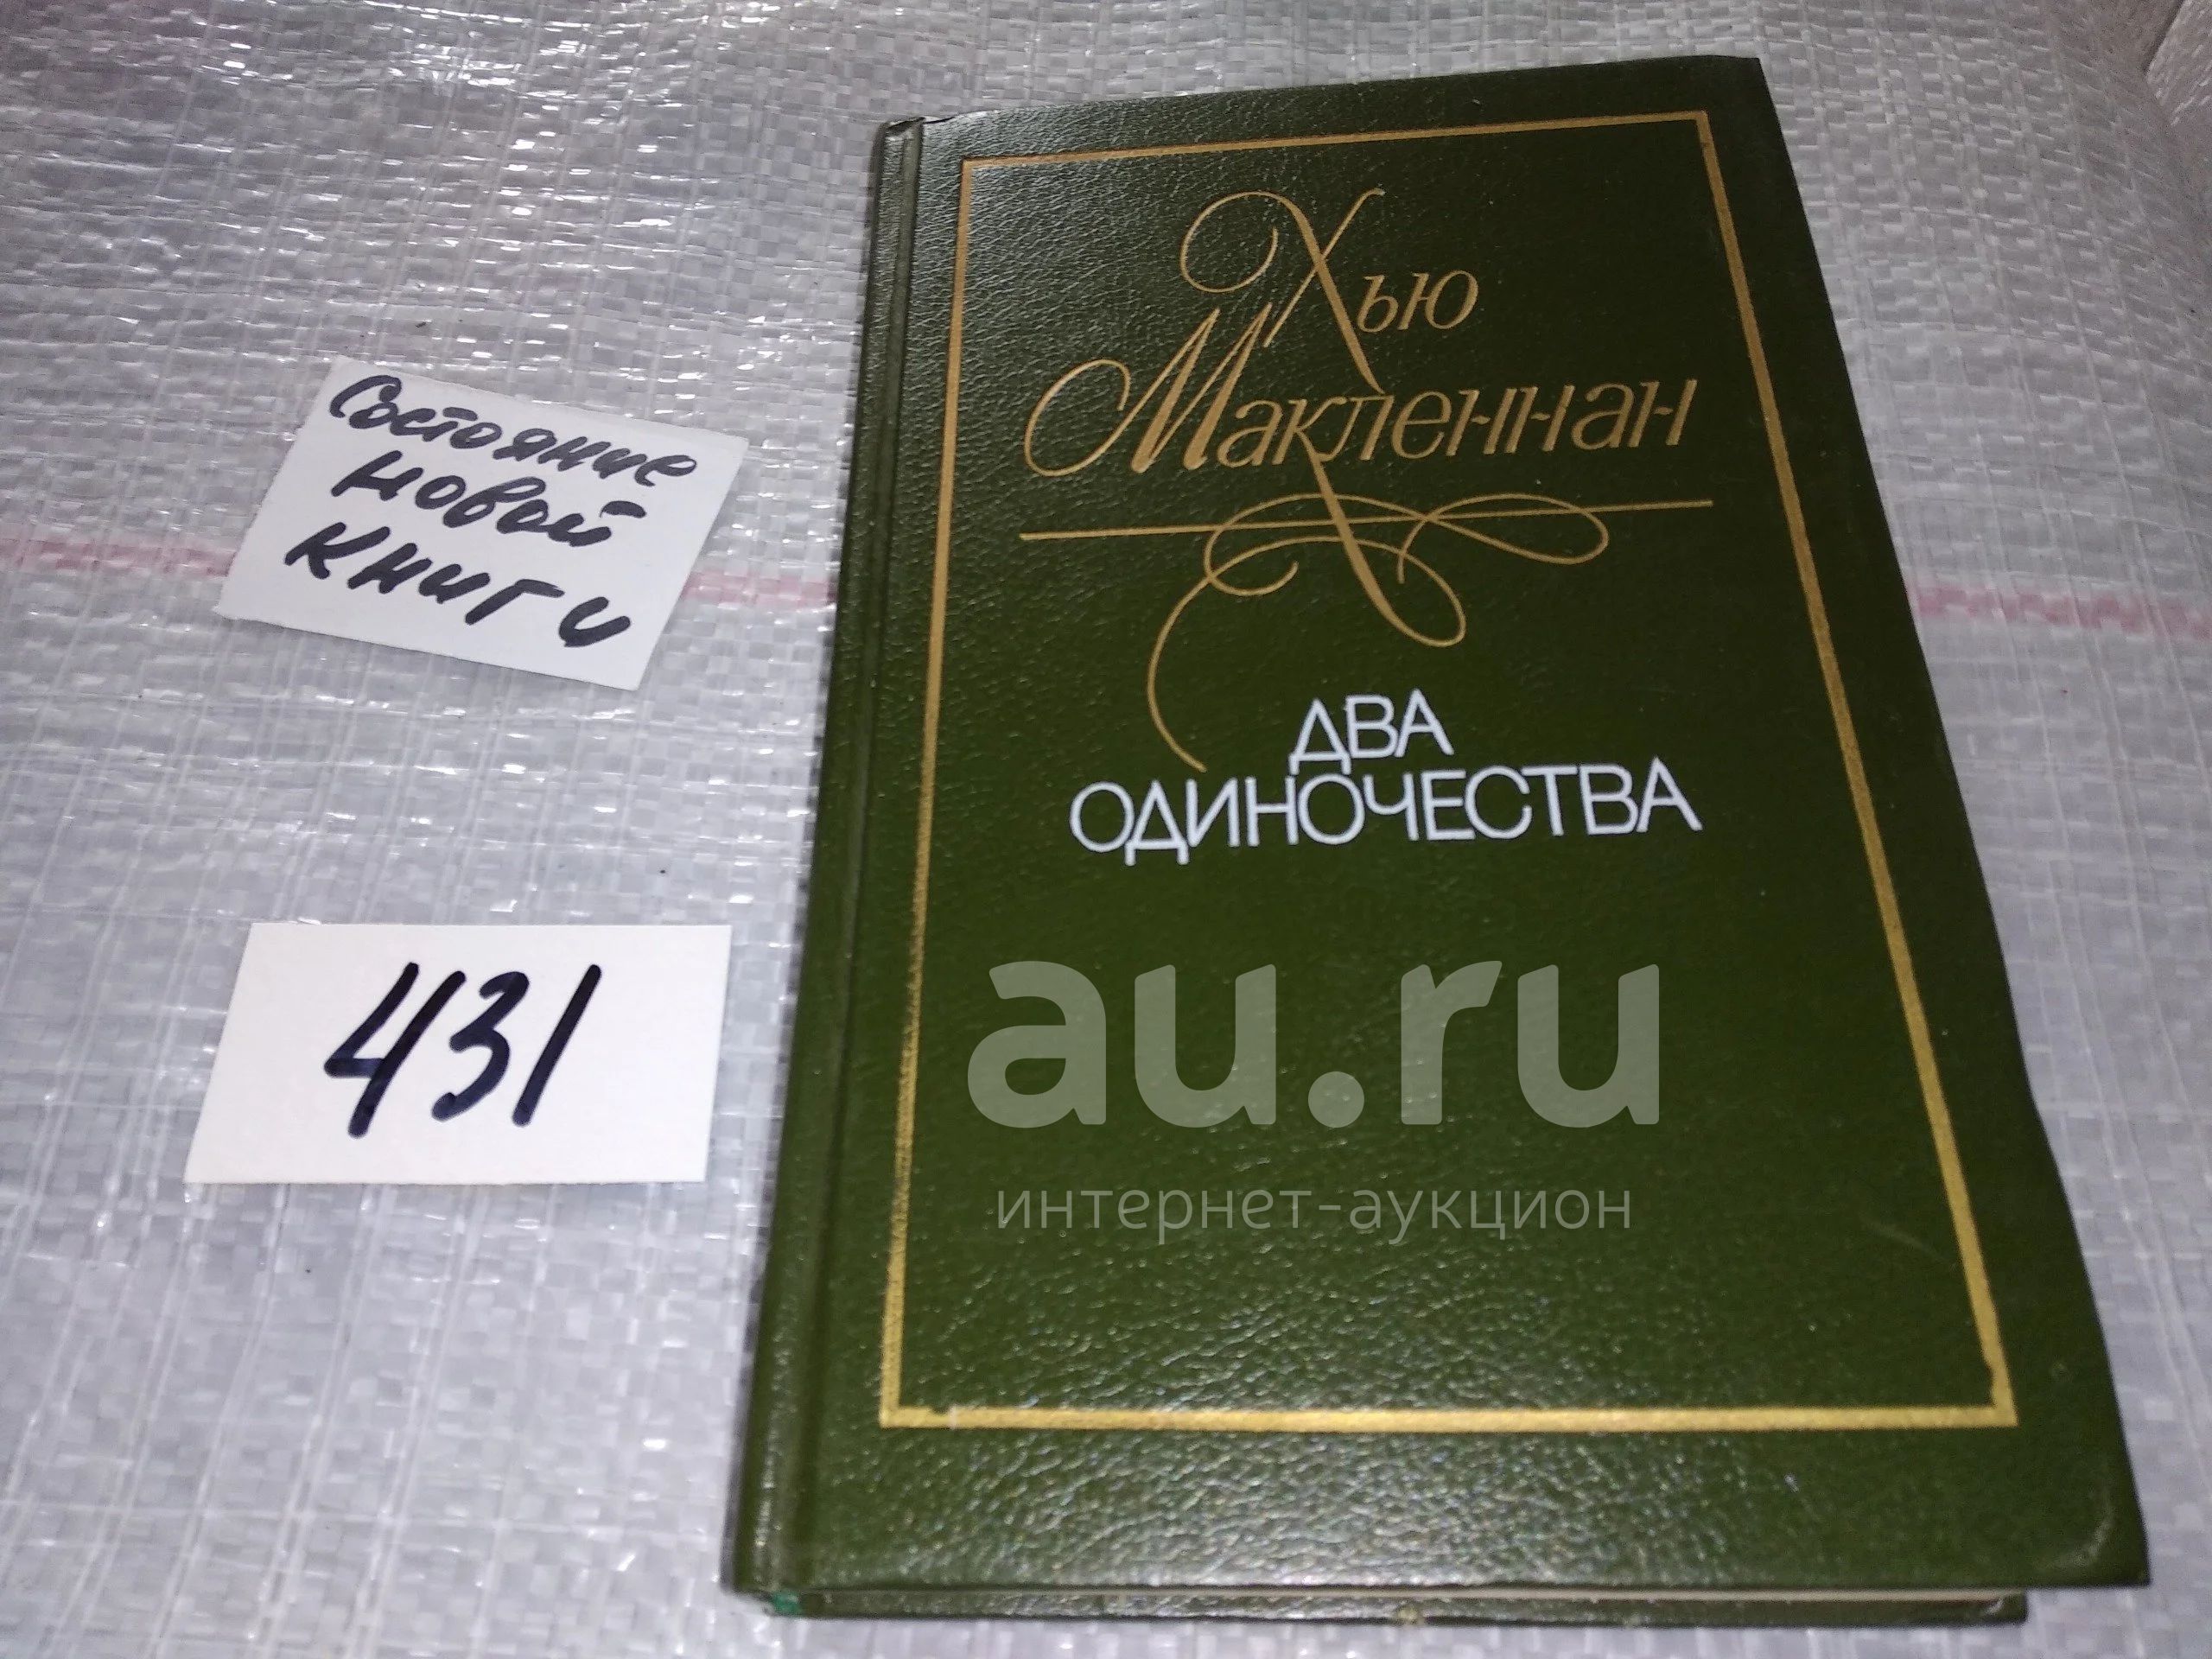 Состояние
новой
книги
431
Хью
Макленнан
ДВА
ОДИНОЧЕСТВА
au.ru
интернет-аукцион